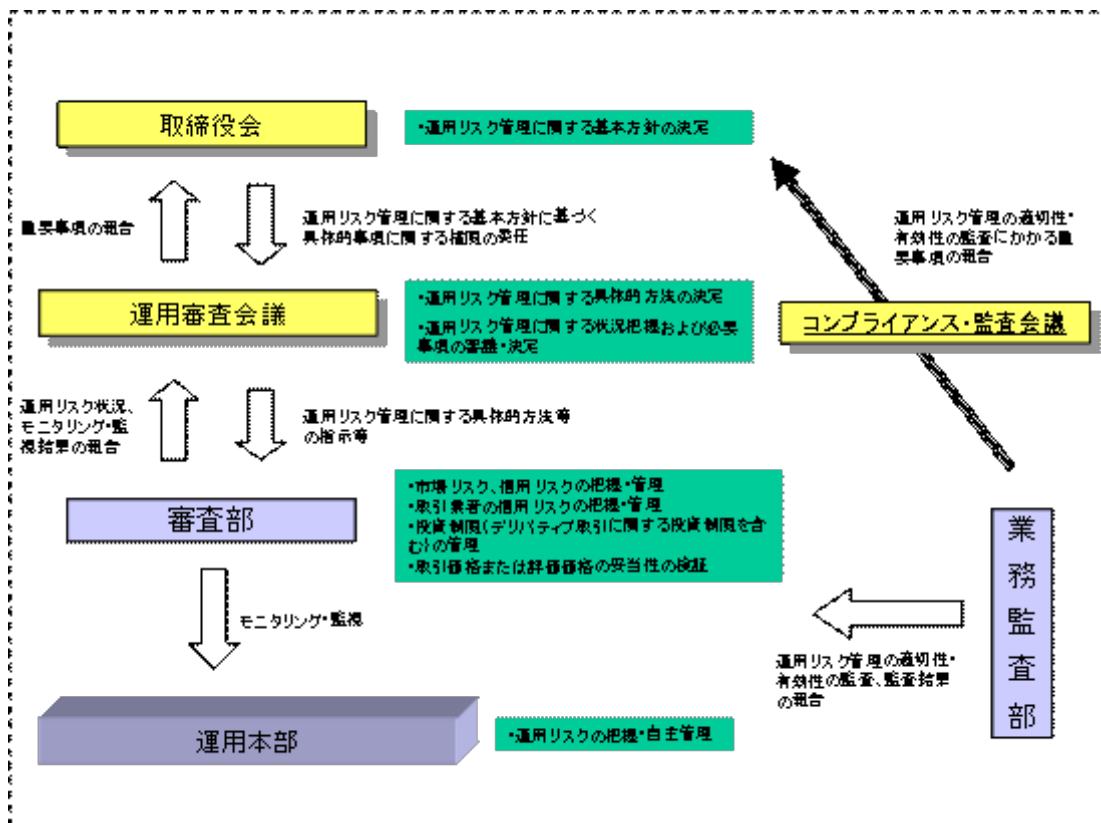 取締役会
・運用リスク管理に関する基本方針の決定
重要事項の報告
運用リスク管理に関する基本方針に基づく
具体的事項に関する権限の委任
運用リスク管理の適切性・
有効性の監査にかかる重
要事項の報告
運用審査会議
・運用リスク管理に関する具体的方法の決定
・運用リスク管理に関する状況把握および必要
事項の審議・決定
コンプライアンス・監査会議
運用リスク状況、
モニタリング・監
視結果の報告
運用リスク管理に関する具体的方法等
の指示等
審査部
・市場リスク、信用リスクの把握・管理
・取引業者の信用リスクの把握・管理
・投資制限(デリバティブ取引に関する投資制限を含
む)の管理
・取引価格または評価価格の妥当性の検証
業務監査部
モニタリング・監視
運用リスク管理の適切性・
有効性の監査、監査結果
の報告
運用本部
・運用リスクの把握・自主管理